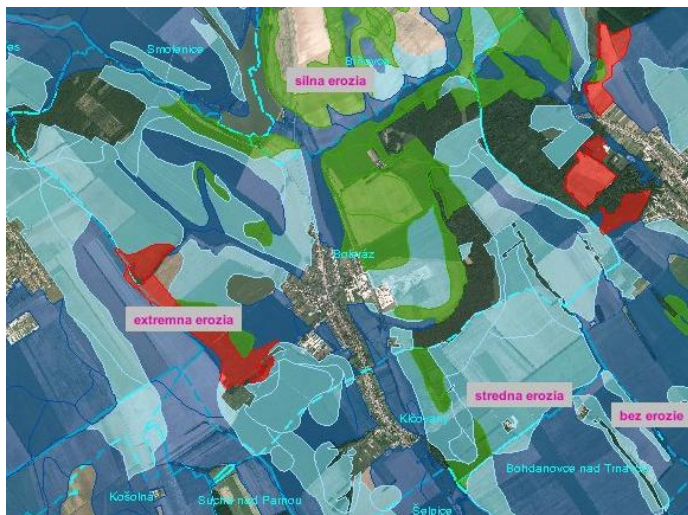 Smolenice
Bíňovce
silna erozia
Boleráz
extremna erozia
stredna erozia
bez erozie
Klčovany
Bohdanovce nad Trnavou
Košolná
Suchá nad Parnou
Šelpice